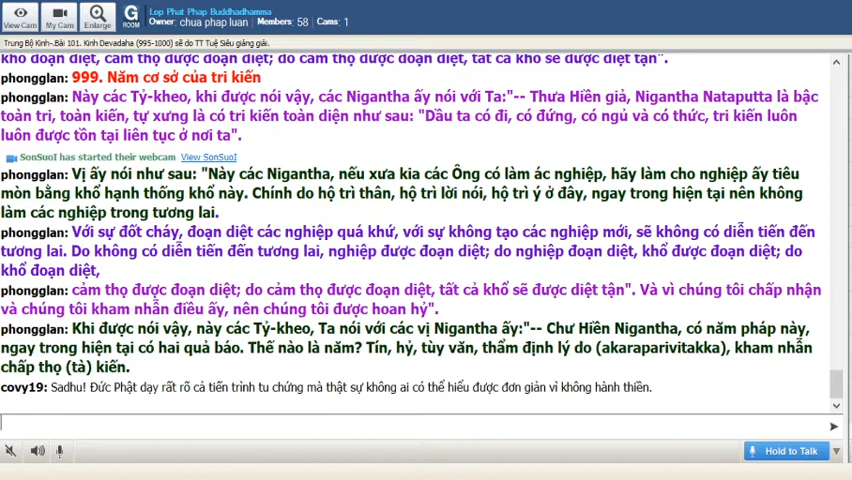 Lop Phat Phap Buddhadhamma
Owner: chua phap luan Members: 58 Cams: 1
View Cam
My Cam
Enlarge
G
ROOM
Trung Bộ Kinh-.Bài 101. Kinh Devadaha (995-1000) sẽ do TT Tuệ Siêu giảng giải.
khổ đoạn diệt, cảm thọ được đoạn diệt; do cảm thọ được đoạn diệt, tất cả khổ sẽ được diệt tận".
phongglan: 999. Năm cơ sở của tri kiến
phongglan: Này các Tỷ-kheo, khi được nói vậy, các Nigantha ấy nói với Ta:"-- Thưa Hiền giả, Nigantha Nataputta là bậc
toàn tri, toàn kiến, tự xưng là có tri kiến toàn diện như sau: "Dầu ta có đi, có đứng, có ngủ và có thức, tri kiến luôn
luôn được tồn tại liên tục ở nơi ta".
SonSuoI has started their webcam View SonSuoI
phongglan: Vị ấy nói như sau: "Này các Nigantha, nếu xưa kia các Ông có làm ác nghiệp, hãy làm cho nghiệp ấy tiêu
mòn bằng khổ hạnh thống khổ này. Chính do hộ trì thân, hộ trì lời nói, hộ trì ý ở đây, ngay trong hiện tại nên không
làm các nghiệp trong tương lai.
phongglan: Với sự đốt cháy, đoạn diệt các nghiệp quá khứ, với sự không tạo các nghiệp mới, sẽ không có diễn tiến đến
tương lai. Do không có diễn tiến đến tương lai, nghiệp được đoạn diệt; do nghiệp đoạn diệt, khổ được đoạn diệt; do
khổ đoạn diệt,
phongglan: cảm thọ được đoạn diệt; do cảm thọ được đoạn diệt, tất cả khổ sẽ được diệt tận". Và vì chúng tôi chấp nhận
và chúng tôi kham nhẫn điều ấy, nên chúng tôi được hoan hỷ".
phongglan: Khi được nói vậy, này các Tỷ-kheo, Ta nói với các vị Nigantha ấy:"-- Chư Hiền Nigantha, có năm pháp này,
ngay trong hiện tại có hai quả báo. Thế nào là năm? Tín, hỷ, tùy văn, thẩm định lý do (akaraparivitakka), kham nhẫn
chấp thọ (tà) kiến.
covy19: Sadhu! Đức Phật dạy rất rõ cả tiến trình tu chứng mà thật sự không ai có thể hiểu được đơn giản vì không hành thiền.
Hold to Talk